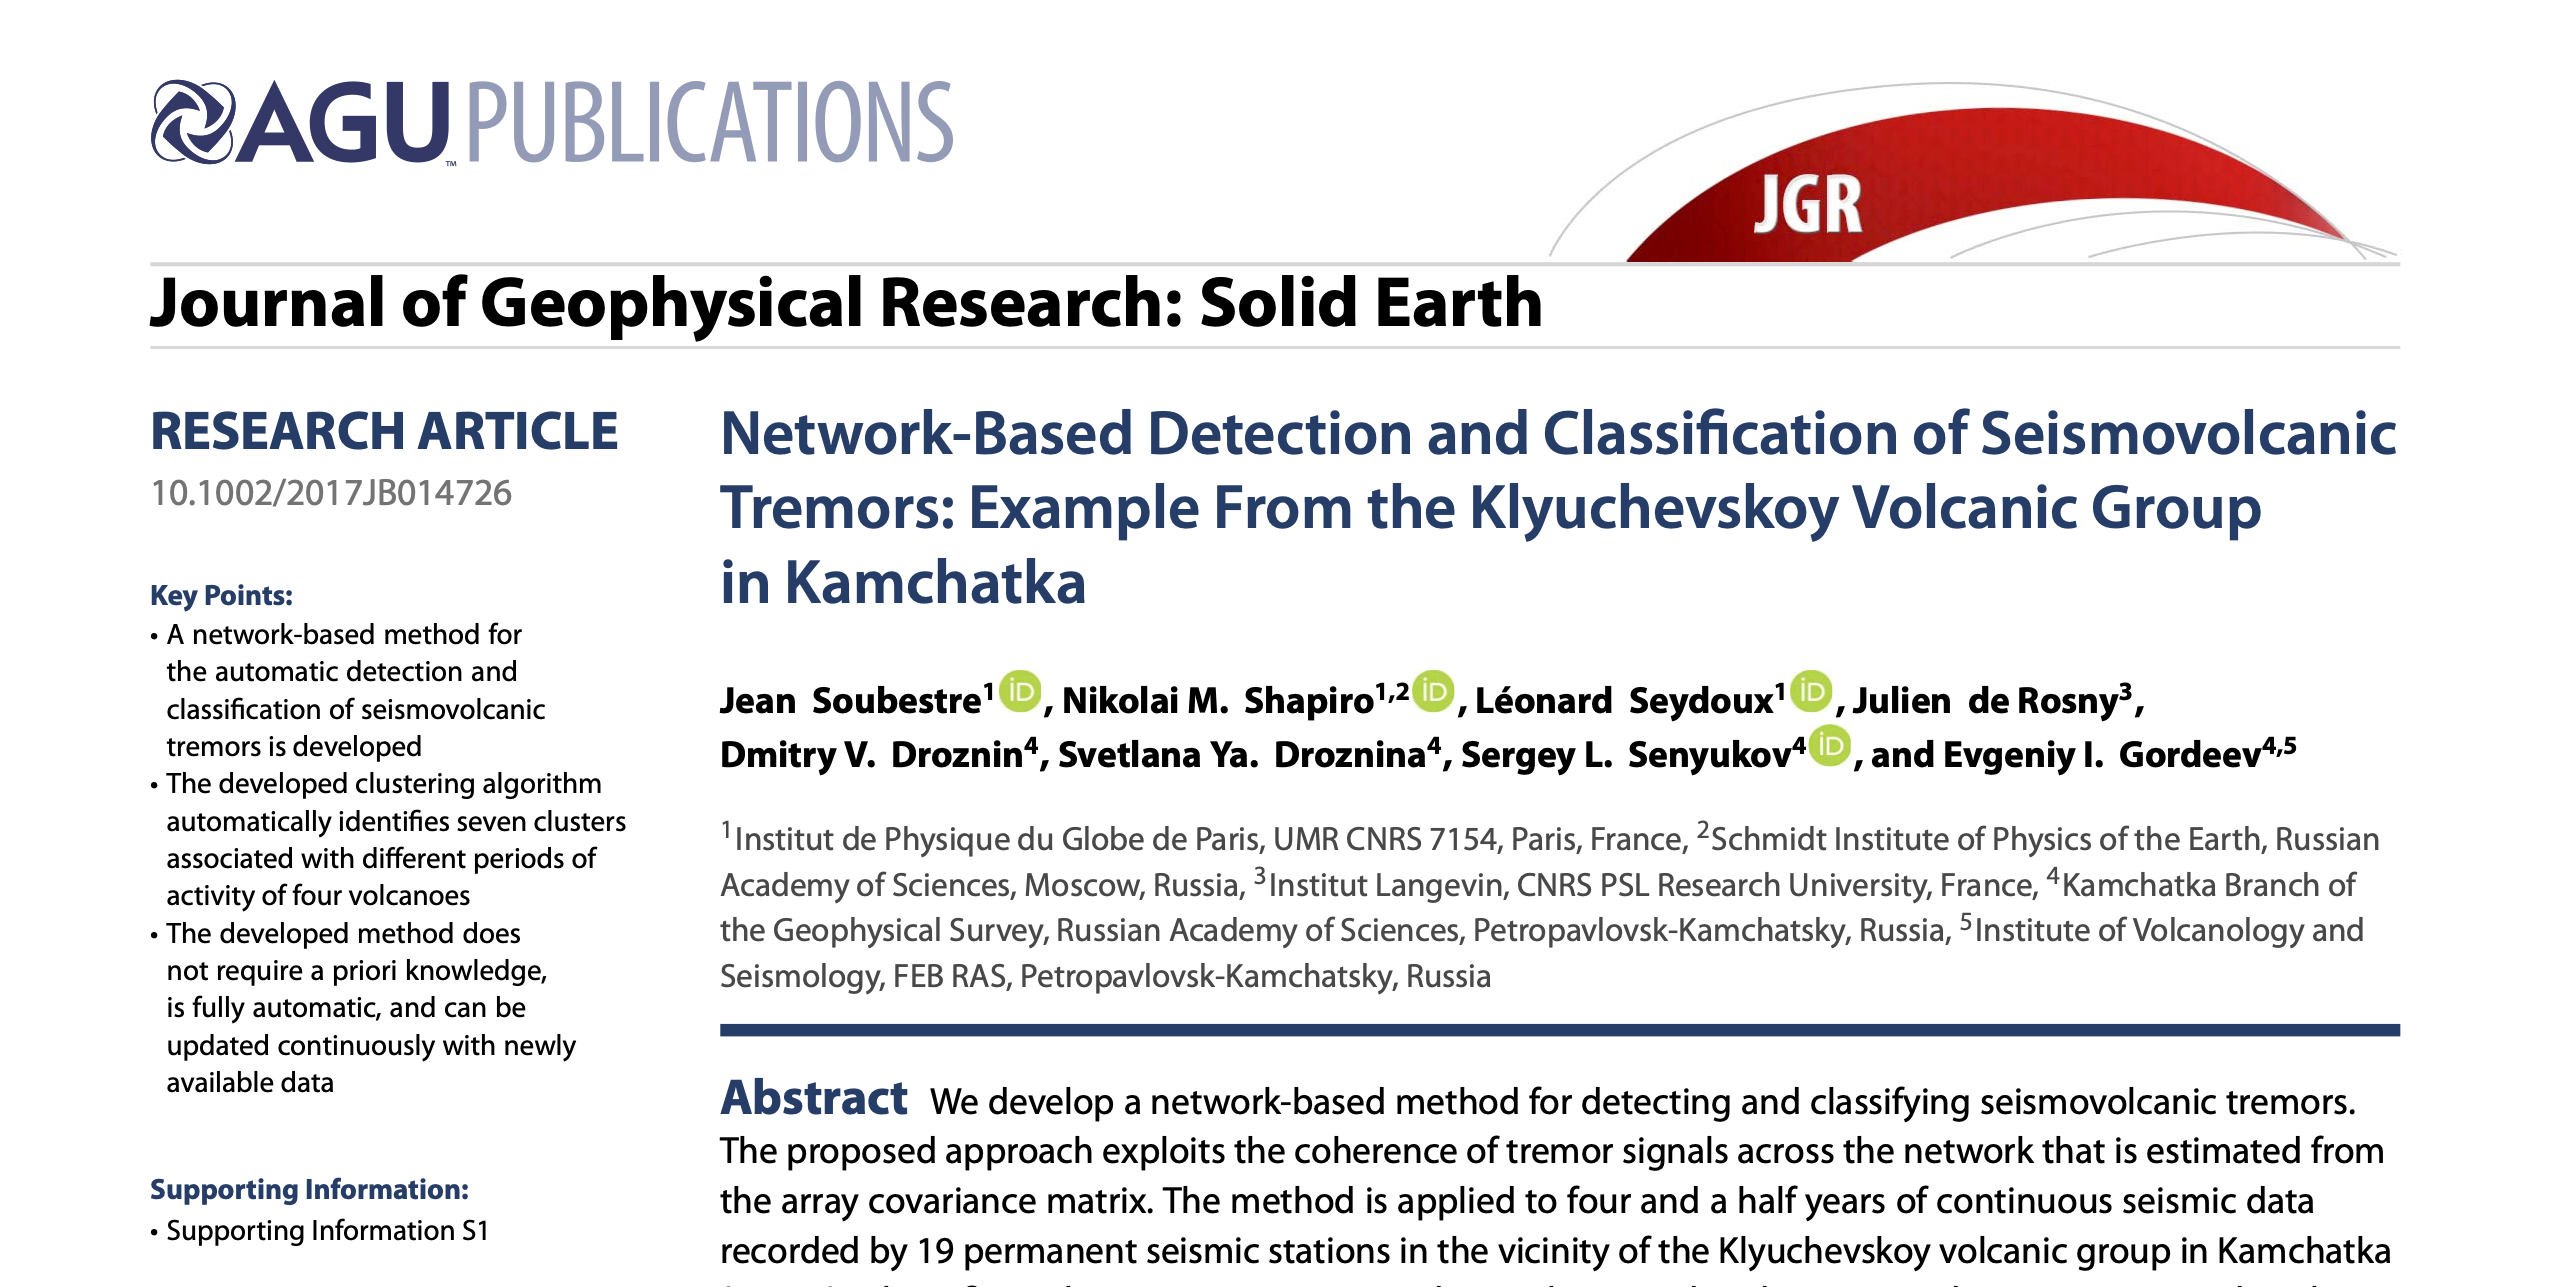 AGU™ PUBLICATIONS
JGR
Journal of Geophysical Research: Solid Earth
RESEARCH ARTICLE
10.1002/2017JB014726
Key Points:
• A network-based method for
the automatic detection and
classification of seismovolcanic
tremors is developed
• The developed clustering algorithm
automatically identifies seven clusters
associated with different periods of
activity of four volcanoes
• The developed method does
not require a priori knowledge,
is fully automatic, and can be
updated continuously with newly
available data
Supporting Information:
• Supporting Information S1
Network-Based Detection and Classification of Seismovolcanic
Tremors: Example From the Klyuchevskoy Volcanic Group
in Kamchatka
Jean Soubestre1 iD, Nikolai M. Shapiro1,2 iD, Léonard Seydoux1 iD, Julien de Rosny3,
Dmitry V. Droznin4, Svetlana Ya. Droznina4, Sergey L. Senyukov4 iD, and Evgeniy I. Gordeev4,5
1Institut de Physique du Globe de Paris, UMR CNRS 7154, Paris, France, 2Schmidt Institute of Physics of the Earth, Russian
Academy of Sciences, Moscow, Russia, 3Institut Langevin, CNRS PSL Research University, France, 4Kamchatka Branch of
the Geophysical Survey, Russian Academy of Sciences, Petropavlovsk-Kamchatsky, Russia, 5Institute of Volcanology and
Seismology, FEB RAS, Petropavlovsk-Kamchatsky, Russia
Abstract We develop a network-based method for detecting and classifying seismovolcanic tremors.
The proposed approach exploits the coherence of tremor signals across the network that is estimated from
the array covariance matrix. The method is applied to four and a half years of continuous seismic data
recorded by 19 permanent seismic stations in the vicinity of the Klyuchevskoy volcanic group in Kamchatka